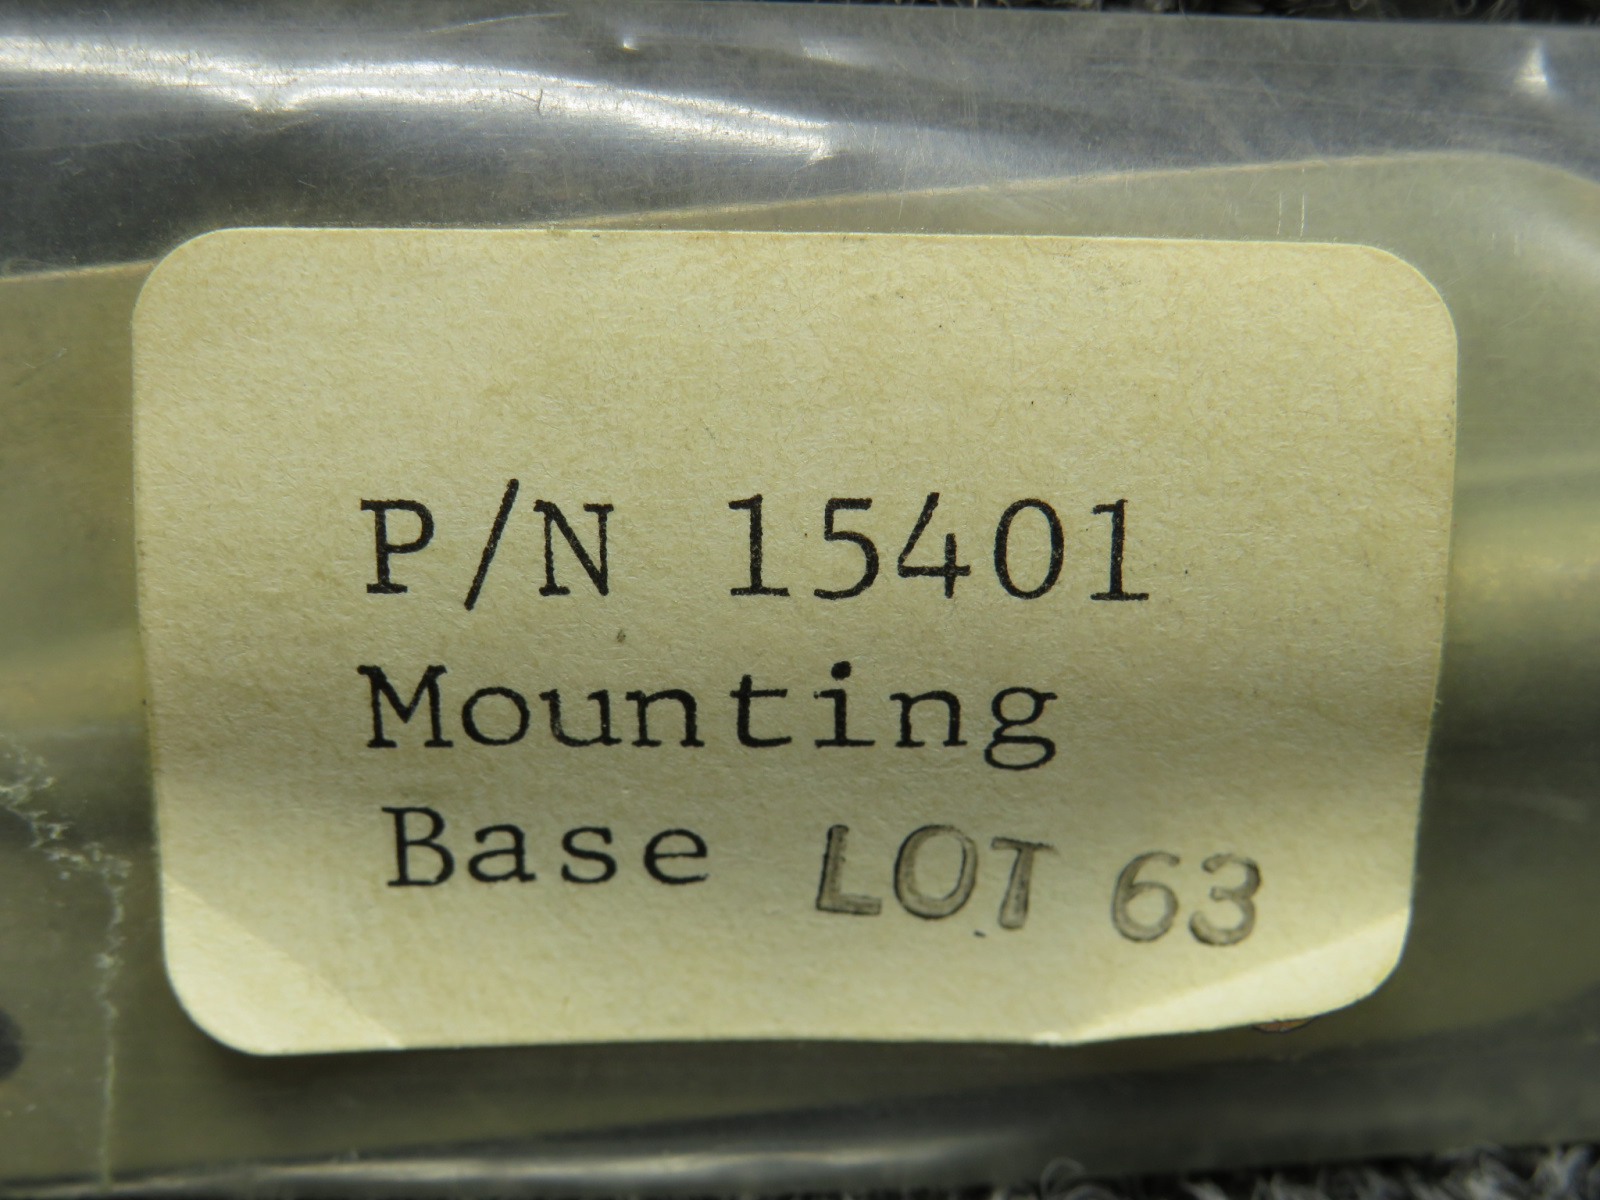 P/N 15401
Mounting
Base LOT 63